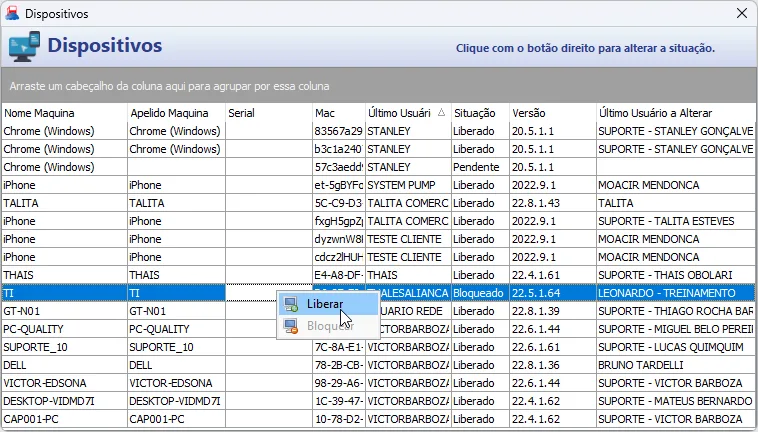 Dispositivos
Dispositivos
Clique com o botão direito para alterar a situação.
Arraste um cabeçalho da coluna aqui para agrupar por essa coluna
Nome Maquina Apelido Maquina Serial Mac Último Usuári Situação Versão Último Usuário a Alterar
Chrome (Windows) Chrome (Windows) 83567a29 STANLEY Liberado 20.5.1.1 SUPORTE - STANLEY GONÇALVE
Chrome (Windows) Chrome (Windows) b3c1a240 STANLEY Liberado 20.5.1.1 SUPORTE - STANLEY GONÇALVE
Chrome (Windows) 57c3aedd STANLEY Pendente 20.5.1.1
iPhone iPhone et-5gBYFo SYSTEM PUMP Liberado 2022.9.1 MOACIR MENDONCA
TALITA TALITA 5C-C9-D3- TALITA COMERC Liberado 22.8.1.43 TALITA
iPhone iPhone fxgH5gpZ TALITA COMERC Liberado 2022.9.1 SUPORTE - TALITA ESTEVES
iPhone iPhone dyzwnW8 TESTE CLIENTE Liberado 2022.9.1 MOACIR MENDONCA
iPhone iPhone cdcz2lHUH TESTE CLIENTE Liberado 2022.9.1 MOACIR MENDONCA
THAIS THAIS E4-A8-DF- THAIS Liberado 22.4.1.61 SUPORTE - THAIS OBOLARI
TI TI HALESALIANCA Bloqueado 22.5.1.64 LEONARDO - TREINAMENTO
GT-N01 GT-N01 UARIO REDE Liberado 22.8.1.39 SUPORTE - THIAGO ROCHA BAR
PC-QUALITY PC-QUALITY VICTORBARBOZA Liberado 22.6.1.44 SUPORTE - MIGUEL BELO PEREI
SUPORTE_10 SUPORTE_10 7C-8A-E1- VICTORBARBOZA Liberado 22.6.1.61 SUPORTE - LUCAS QUIMQUIM
DELL DELL 78-2B-CB- VICTORBARBOZA Liberado 22.8.1.36 BRUNO TARDELLI
VICTOR-EDSONA VICTOR-EDSONA 98-29-A6- VICTORBARBOZA Liberado 22.6.1.44 SUPORTE - VICTOR BARBOZA
DESKTOP-VIDMD7I DESKTOP-VIDMD7I 1C-39-47- VICTORBARBOZA Liberado 22.4.1.62 SUPORTE - MATEUS BERNARDO
CAP001-PC CAP001-PC 10-78-D2- VICTORBARBOZA Liberado 22.4.1.62 SUPORTE - VICTOR BARBOZA
Liberar
Bloquear